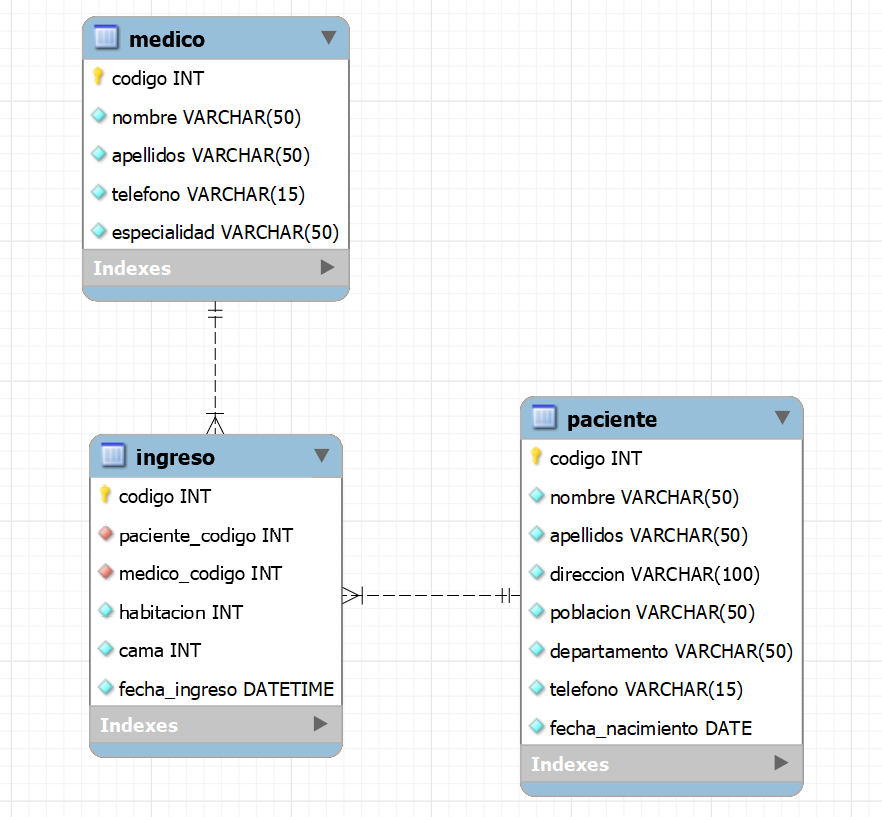 medico
codigo INT
nombre VARCHAR(50)
apellidos VARCHAR(50)
telefono VARCHAR(15)
especialidad VARCHAR(50)
Indexes
ingreso
codigo INT
paciente_codigo INT
medico_codigo INT
habitacion INT
cama INT
fecha_ingreso DATETIME
Indexes
paciente
codigo INT
nombre VARCHAR(50)
apellidos VARCHAR(50)
direccion VARCHAR(100)
poblacion VARCHAR(50)
departamento VARCHAR(50)
telefono VARCHAR(15)
fecha_nacimiento DATE
Indexes